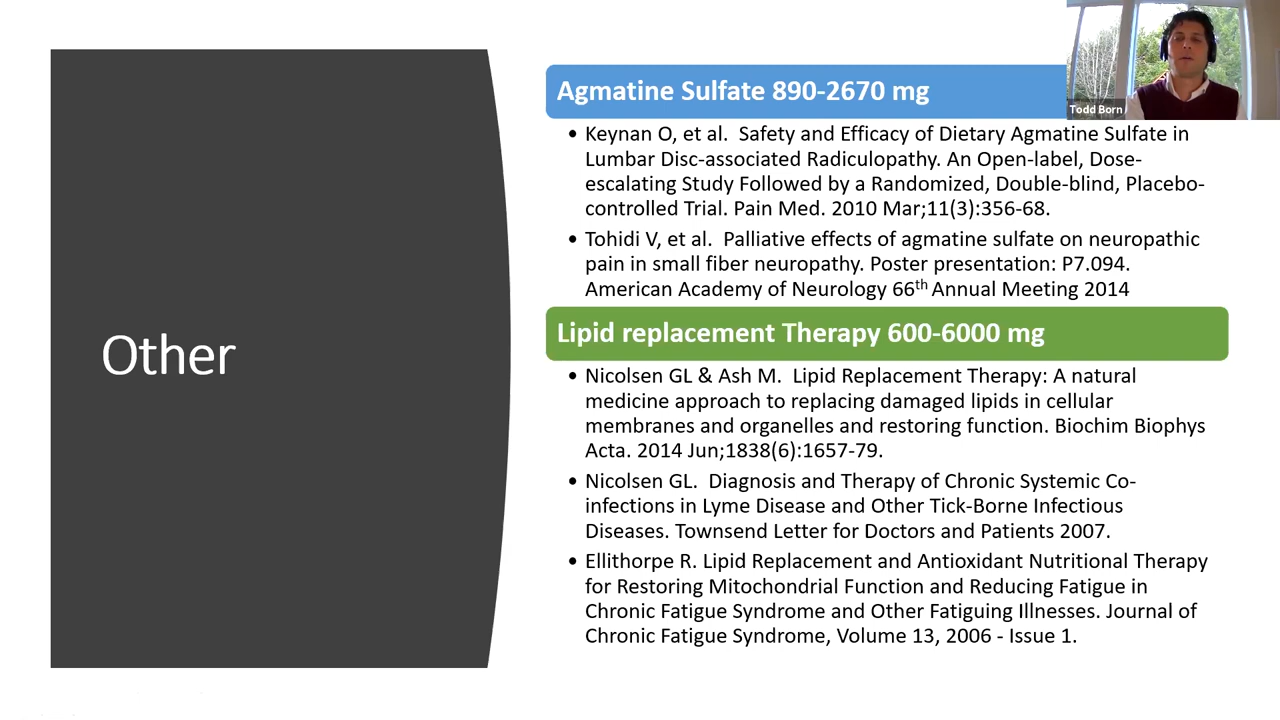 Other
Agmatine Sulfate 890-2670 mg
Todd Born
• Keynan O, et al.  Safety and Efficacy of Dietary Agmatine Sulfate in
Lumbar Disc-associated Radiculopathy. An Open-label, Dose-
escalating Study Followed by a Randomized, Double-blind, Placebo-
controlled Trial. Pain Med. 2010 Mar;11(3):356-68.
• Tohidi V, et al.  Palliative effects of agmatine sulfate on neuropathic
pain in small fiber neuropathy. Poster presentation: P7.094.
American Academy of Neurology 66th Annual Meeting 2014
Lipid replacement Therapy 600-6000 mg
• Nicolsen GL & Ash M.  Lipid Replacement Therapy: A natural
medicine approach to replacing damaged lipids in cellular
membranes and organelles and restoring function. Biochim Biophys
Acta. 2014 Jun;1838(6):1657-79.
• Nicolsen GL.  Diagnosis and Therapy of Chronic Systemic Co-
infections in Lyme Disease and Other Tick-Borne Infectious
Diseases. Townsend Letter for Doctors and Patients 2007.
• Ellithorpe R. Lipid Replacement and Antioxidant Nutritional Therapy
for Restoring Mitochondrial Function and Reducing Fatigue in
Chronic Fatigue Syndrome and Other Fatiguing Illnesses. Journal of
Chronic Fatigue Syndrome, Volume 13, 2006 - Issue 1.